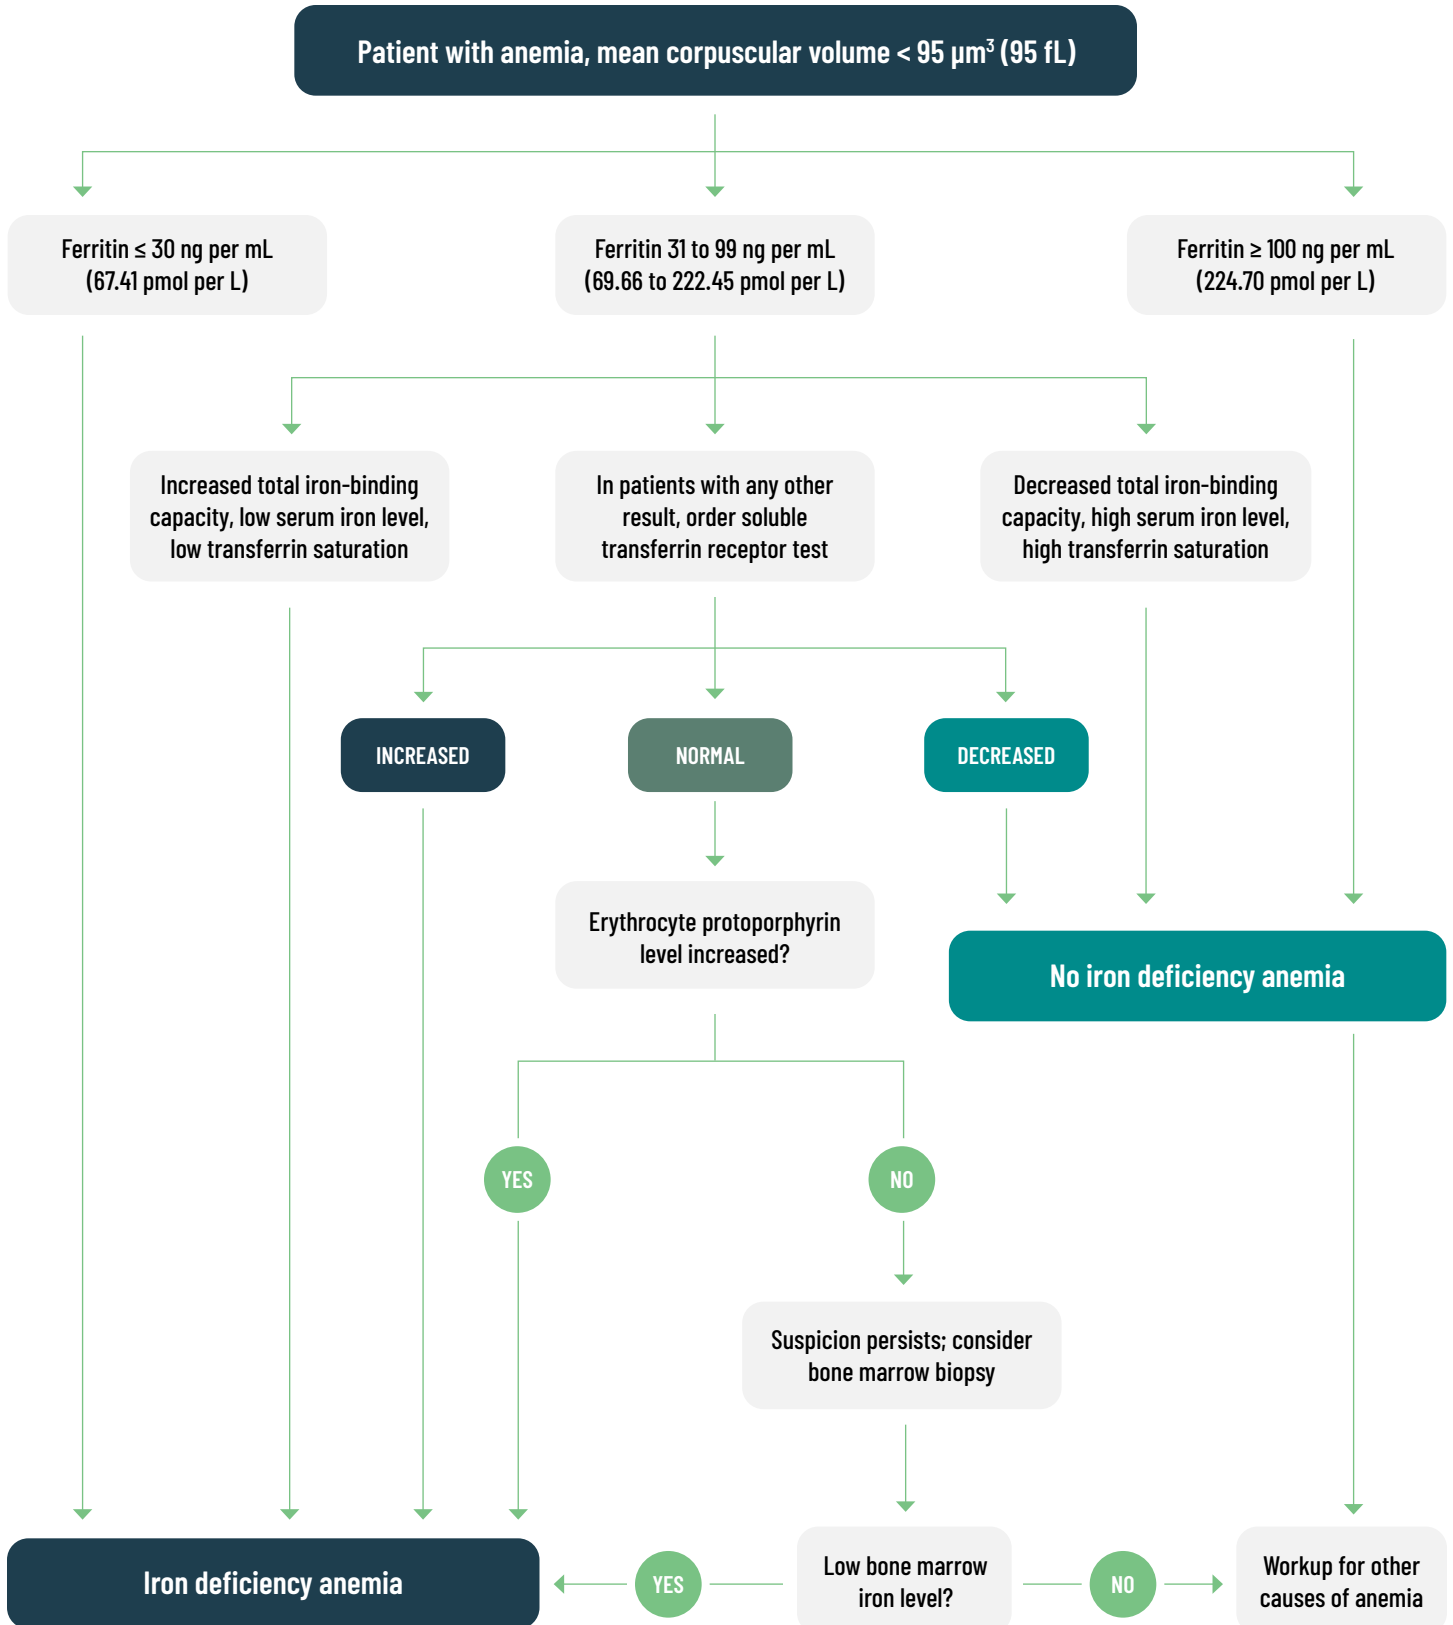 Patient with anemia, mean corpuscular volume < 95 μm³ (95 fL)
Ferritin ≤ 30 ng per mL
(67.41 pmol per L)
Ferritin 31 to 99 ng per mL
(69.66 to 222.45 pmol per L)
Ferritin ≥ 100 ng per mL
(224.70 pmol per L)
Increased total iron-binding
capacity, low serum iron level,
low transferrin saturation
In patients with any other
result, order soluble
transferrin receptor test
Decreased total iron-binding
capacity, high serum iron level,
high transferrin saturation
INCREASED
NORMAL
DECREASED
Erythrocyte protoporphyrin
level increased?
No iron deficiency anemia
YES
NO
Suspicion persists; consider
bone marrow biopsy
Iron deficiency anemia
YES
Low bone marrow
iron level?
NO
Workup for other
causes of anemia